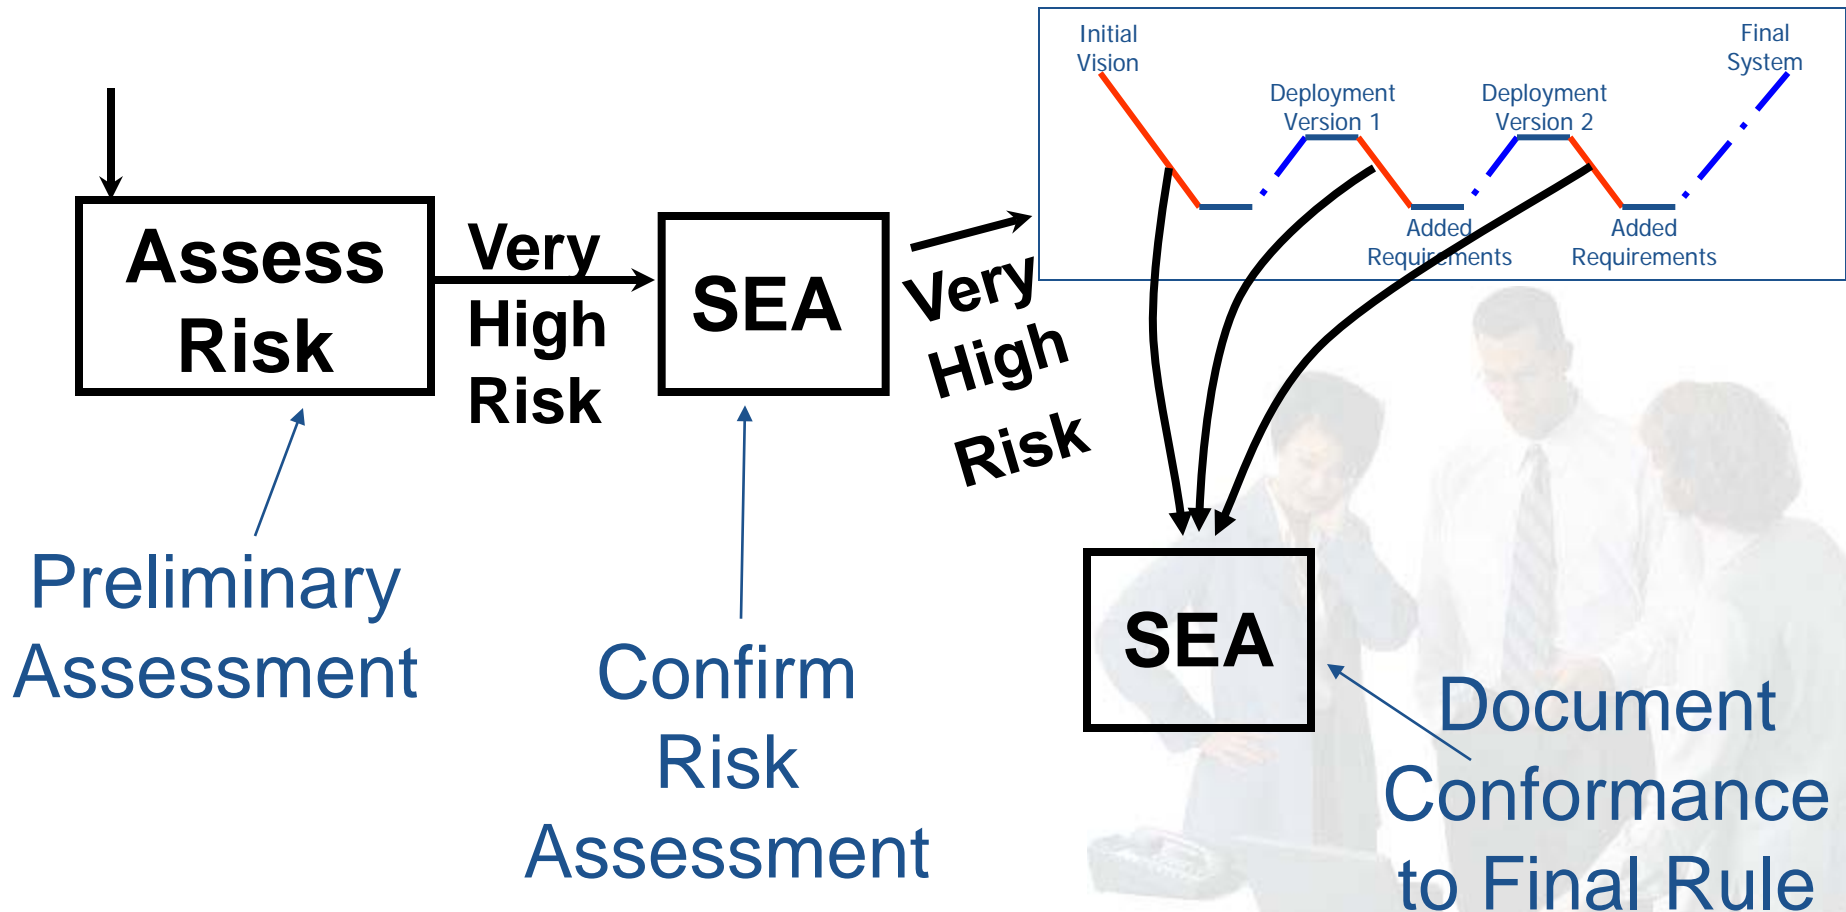 Initial
Vision
Deployment
Version 1
Deployment
Version 2
Final
System
Added
Requirements
Added
Requirements
Assess
Risk
Very
High
Risk
SEA
Very
High
Risk
SEA
Preliminary
Assessment
Confirm
Risk
Assessment
Document
Conformance
to Final Rule